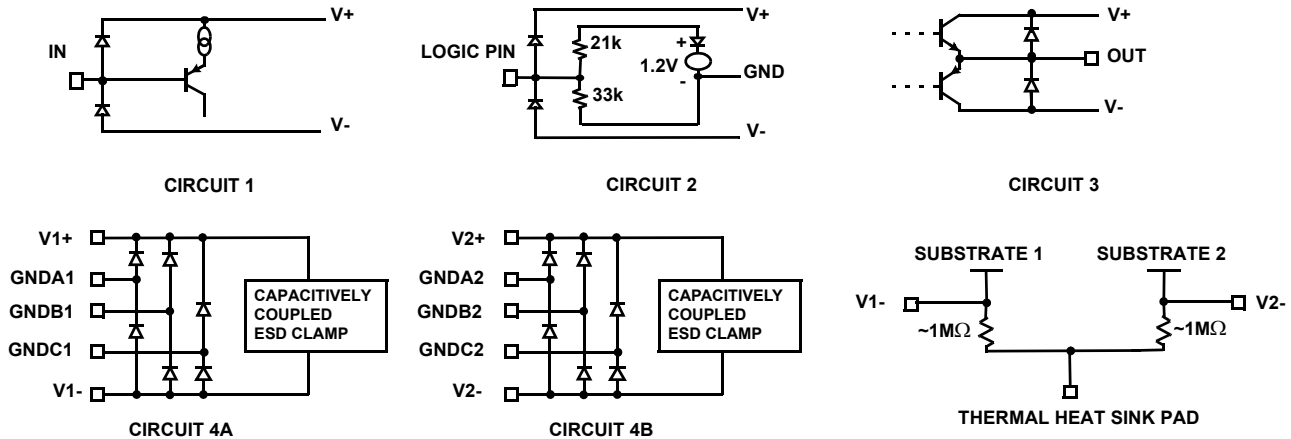 V+
IN
V-
CIRCUIT 1
V+
LOGIC PIN
21k
+
1.2V
-
GND
33k
V-
CIRCUIT 2
V+
OUT
V-
CIRCUIT 3
V1+
GNDA1
GNDB1
GNDC1
V1-
CAPACITIVELY
COUPLED
ESD CLAMP
CIRCUIT 4A
V2+
GNDA2
GNDB2
GNDC2
V2-
CAPACITIVELY
COUPLED
ESD CLAMP
CIRCUIT 4B
SUBSTRATE 1
SUBSTRATE 2
V1-
V2-
~1MΩ
~1MΩ
THERMAL HEAT SINK PAD